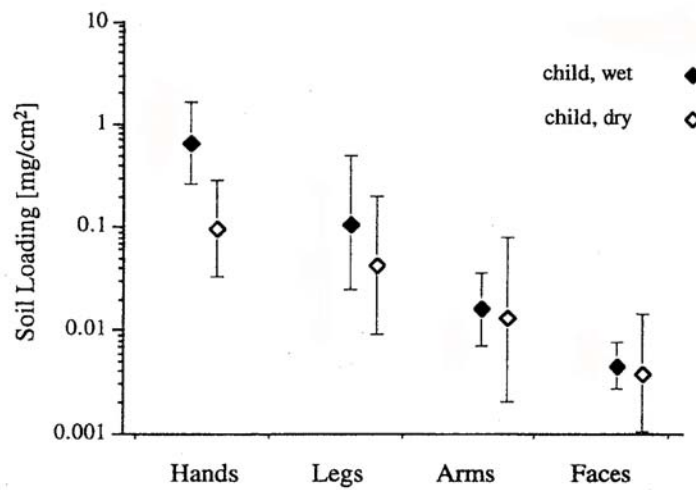 10
child, wet
child, dry
1
0.1
0.01
0.001
Soil Loading [mg/cm²]
Hands Legs Arms Faces